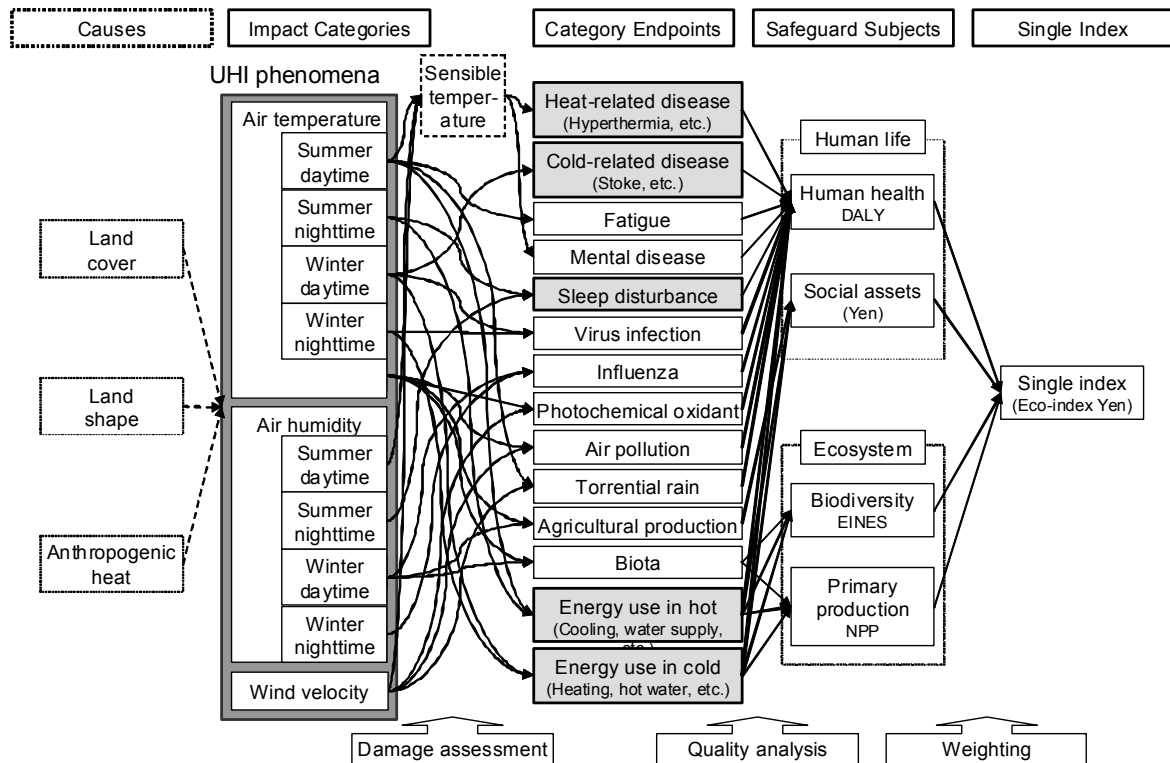 Causes
Impact Categories
Category Endpoints
Safeguard Subjects
Single Index
UHI phenomena
Sensible
temper-
ature
Air temperature
Summer
daytime
Summer
nighttime
Winter
daytime
Winter
nighttime
Air humidity
Summer
daytime
Summer
nighttime
Winter
daytime
Winter
nighttime
Wind velocity
Land
cover
Land
shape
Anthropogenic
heat
Heat-related disease
(Hyperthermia, etc.)
Cold-related disease
(Stoke, etc.)
Fatigue
Mental disease
Sleep disturbance
Virus infection
Influenza
Photochemical oxidant
Air pollution
Torrential rain
Agricultural production
Biota
Energy use in hot
(Cooling, water supply,
etc.)
Energy use in cold
(Heating, hot water, etc.)
Human life
Human health
DALY
Social assets
(Yen)
Ecosystem
Biodiversity
EINES
Primary
production
NPP
Single index
(Eco-index Yen)
Damage assessment
Quality analysis
Weighting